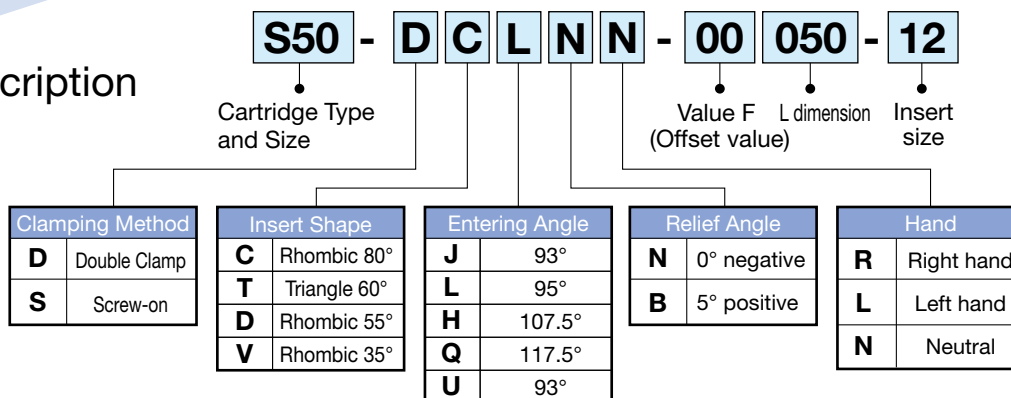 S50 - D C L N N - 00 050 - 12
cription
Cartridge Type
and Size
Value F
(Offset value)
L dimension
Insert
size
Clamping Method
D Double Clamp
S Screw-on
Insert Shape
C Rhombic 80°
T Triangle 60°
D Rhombic 55°
V Rhombic 35°
Entering Angle
J 93°
L 95°
H 107.5°
Q 117.5°
U 93°
Relief Angle
N 0° negative
B 5° positive
Hand
R Right hand
L Left hand
N Neutral